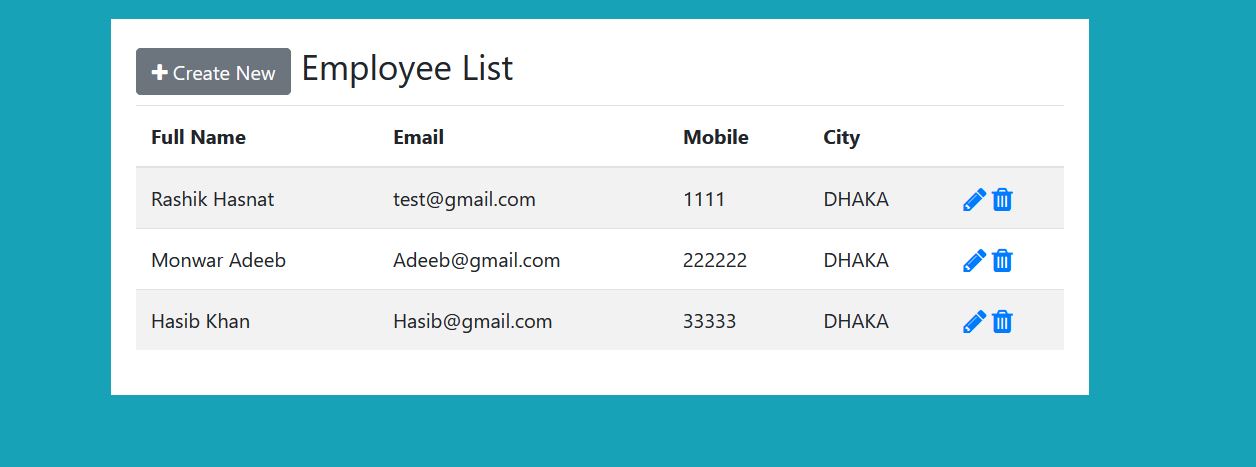 Create New Employee List
Full Name Email Mobile City
Rashik Hasnat test@gmail.com 1111 DHAKA
Monwar Adeeb Adeeb@gmail.com 222222 DHAKA
Hasib Khan Hasib@gmail.com 33333 DHAKA